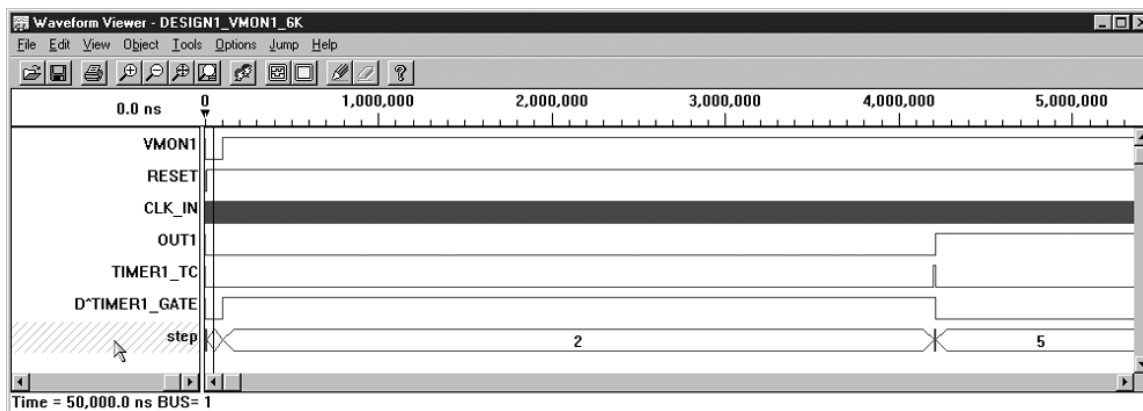 Waveform Viewer - DESIGN1_VMON1_6K
File Edit View Object Tools Options Jump Help
0.0 ns 0 1,000,000 2,000,000 3,000,000 4,000,000 5,000,000
VMON1
RESET
CLK_IN
OUT1
TIMER1_TC
D^TIMER1_GATE
step 2 5
Time = 50,000.0 ns BUS= 1